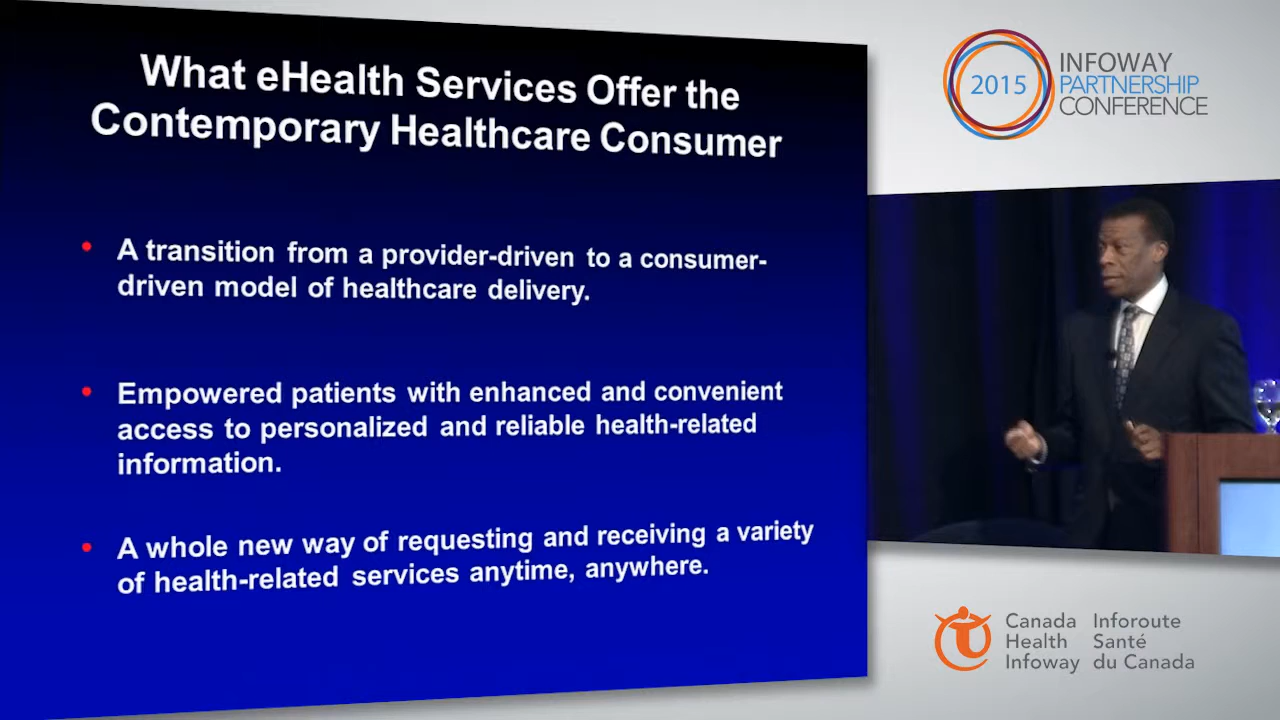 What eHealth Services Offer the
Contemporary Healthcare Consumer
• A transition from a provider-driven to a consumer-
driven model of healthcare delivery.
• Empowered patients with enhanced and convenient
access to personalized and reliable health-related
information.
• A whole new way of requesting and receiving a variety
of health-related services anytime, anywhere.
2015
INFOWAY
PARTNERSHIP
CONFERENCE
Canada
Health
Infoway
Inforoute
Santé
du Canada